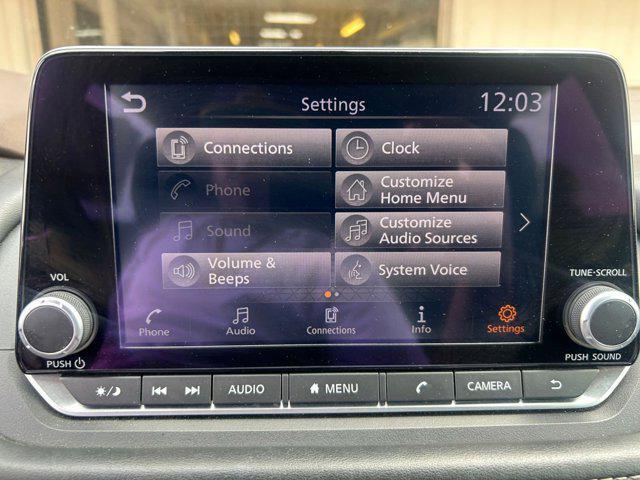 Settings
12:03
Connections
Clock
Phone
Customize
Home Menu
Sound
Customize
Audio Sources
Volume &
Beeps
System Voice
Phone
Audio
Connections
Info
Settings
VOL
TUNE·SCROLL
PUSH
PUSH SOUND
AUDIO
MENU
CAMERA